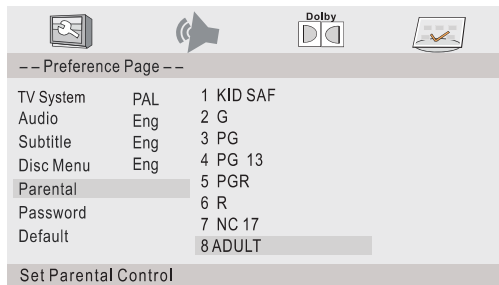 Dolby
-- Preference Page --
TV System PAL
Audio Eng
Subtitle Eng
Disc Menu Eng
Parental
Password
Default
1 KID SAF
2 G
3 PG
4 PG 13
5 PGR
6 R
7 NC 17
8 ADULT
Set Parental Control